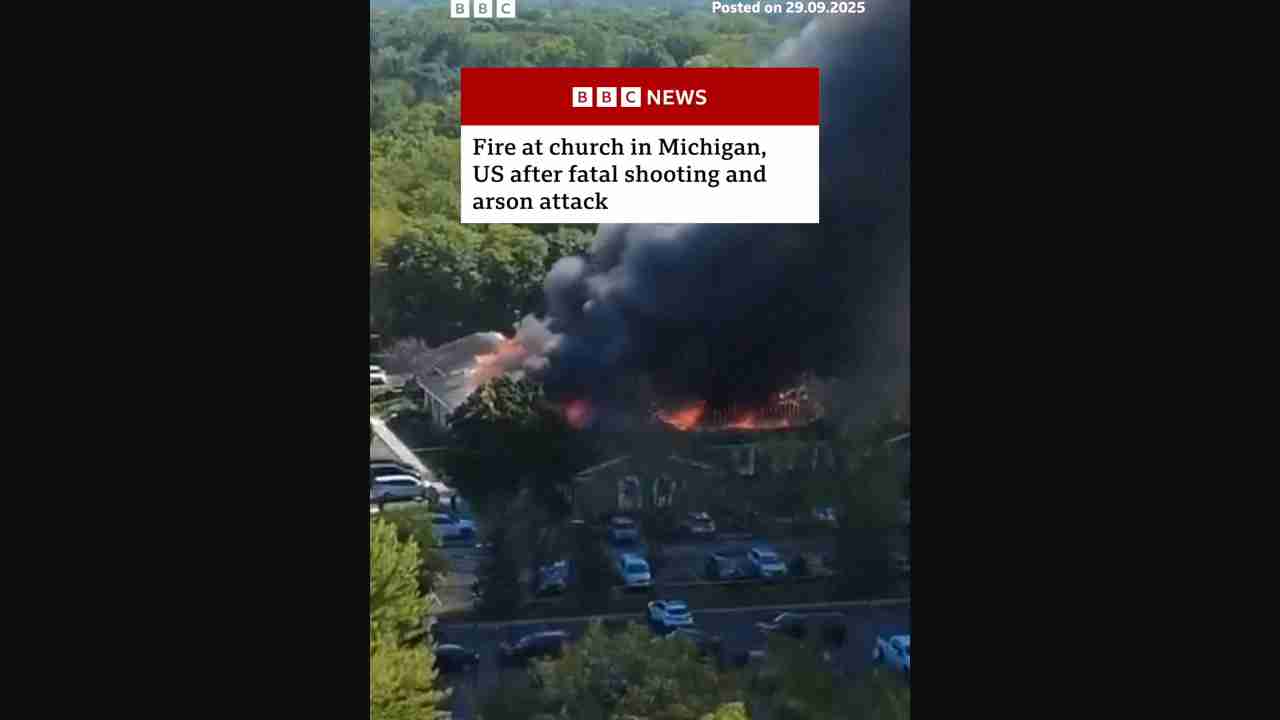 BBC
Posted on 29.09.2025
BBC NEWS
Fire at church in Michigan,
US after fatal shooting and
arson attack